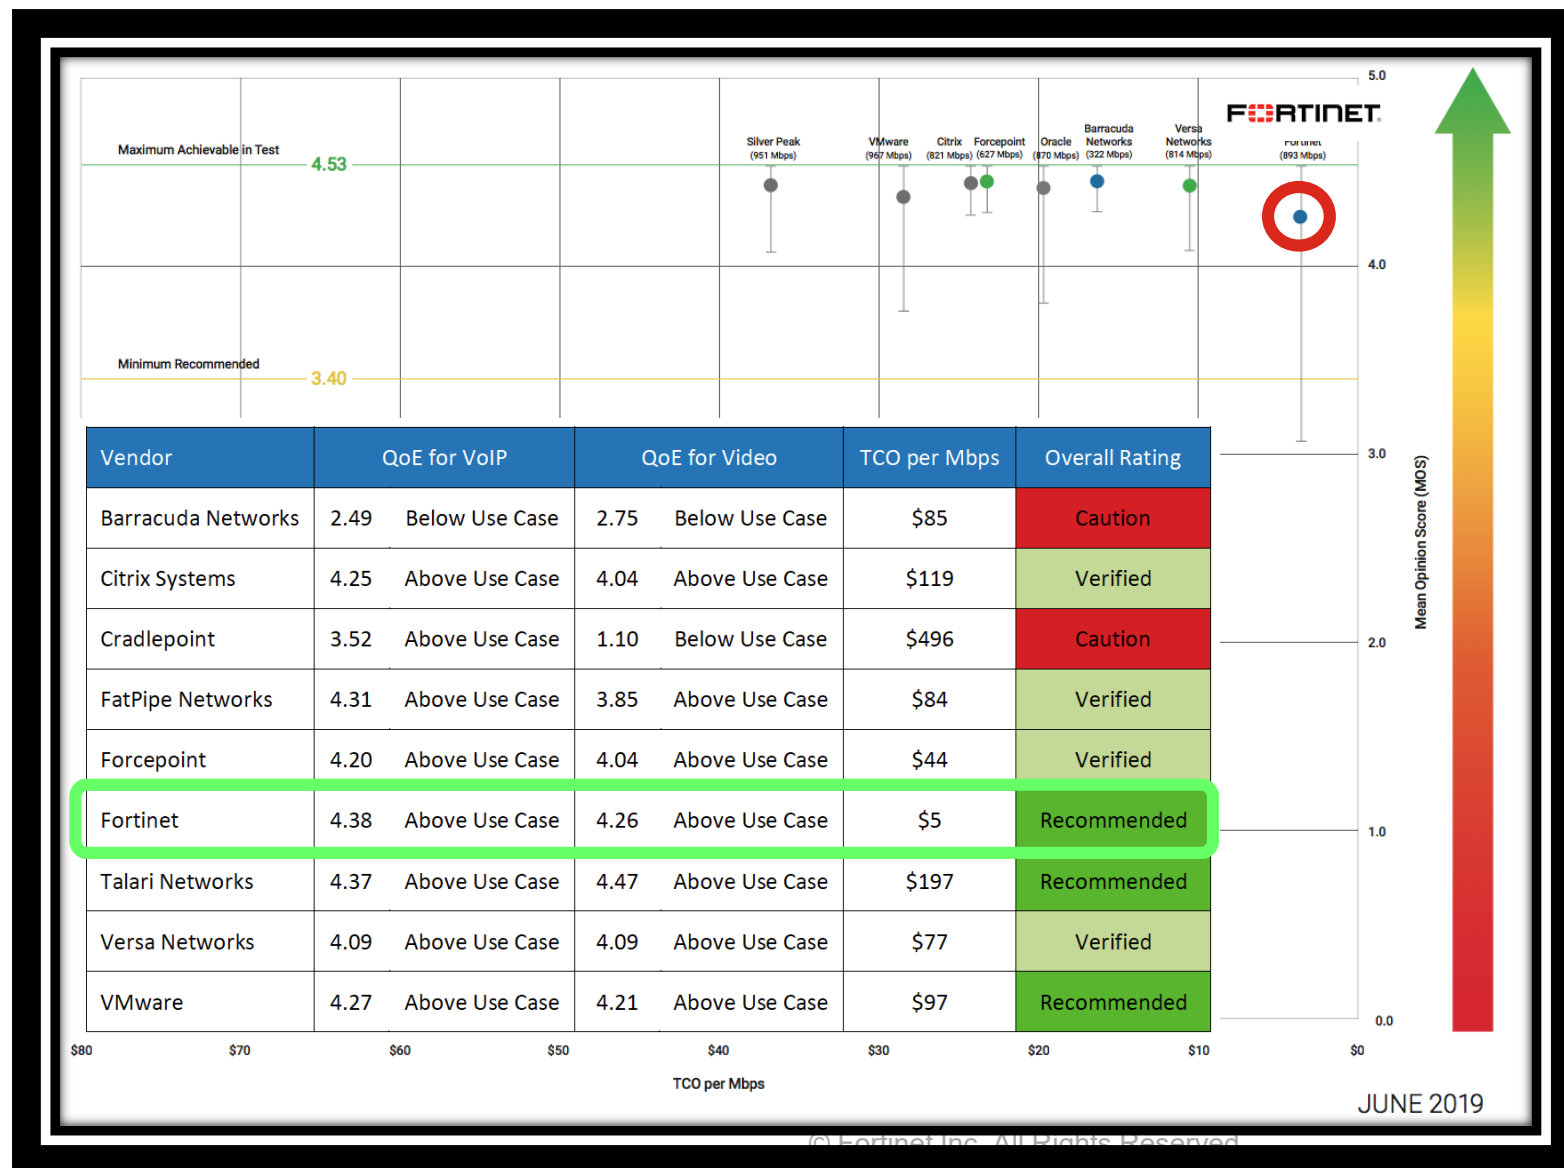 5.0
FORTINET
Maximum Achievable in Test
4.53
Silver Peak
(951 Mbps)
VMware
(967 Mbps)
Citrix
(821 Mbps)
Forcepoint
(627 Mbps)
Oracle
(870 Mbps)
Barracuda
Networks
(322 Mbps)
Versa
Networks
(814 Mbps)
Fortinet
(893 Mbps)
4.0
Minimum Recommended
3.40
3.0
2.0
1.0
0.0
Mean Opinion Score (MOS)
Vendor QoE for VoIP QoE for Video TCO per Mbps Overall Rating
Barracuda Networks 2.49 Below Use Case 2.75 Below Use Case $85 Caution
Citrix Systems 4.25 Above Use Case 4.04 Above Use Case $119 Verified
Cradlepoint 3.52 Above Use Case 1.10 Below Use Case $496 Caution
FatPipe Networks 4.31 Above Use Case 3.85 Above Use Case $84 Verified
Forcepoint 4.20 Above Use Case 4.04 Above Use Case $44 Verified
Fortinet 4.38 Above Use Case 4.26 Above Use Case $5 Recommended
Talari Networks 4.37 Above Use Case 4.47 Above Use Case $197 Recommended
Versa Networks 4.09 Above Use Case 4.09 Above Use Case $77 Verified
VMware 4.27 Above Use Case 4.21 Above Use Case $97 Recommended
$80 $70 $60 $50 $40 $30 $20 $10 $0
TCO per Mbps
JUNE 2019
© Fortinet Inc. All Rights Reserved